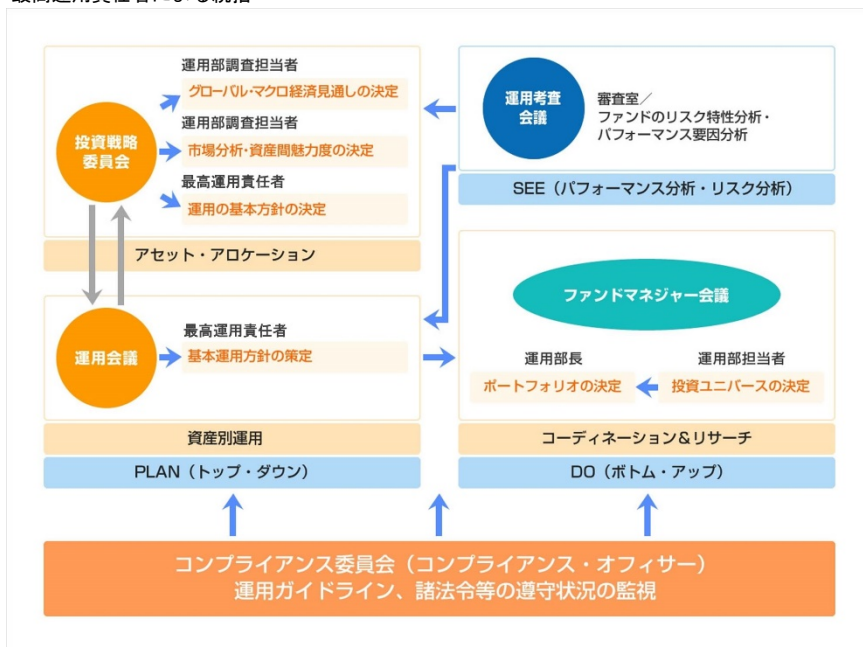 運用部調査担当者
グローバル・マクロ経済見通しの決定
投資戦略
委員会
運用部調査担当者
市場分析・資産間魅力度の決定
最高運用責任者
運用の基本方針の決定
アセット・アロケーション
運用考査
会議
審査室／
ファンドのリスク特性分析・
パフォーマンス要因分析
SEE（パフォーマンス分析・リスク分析）
運用会議
最高運用責任者
基本運用方針の策定
資産別運用
PLAN（トップ・ダウン）
ファンドマネジャー会議
運用部長
運用部担当者
ポートフォリオの決定
投資ユニバースの決定
コーディネーション＆リサーチ
DO（ボトム・アップ）
コンプライアンス委員会（コンプライアンス・オフィサー）
運用ガイドライン、諸法令等の遵守状況の監視